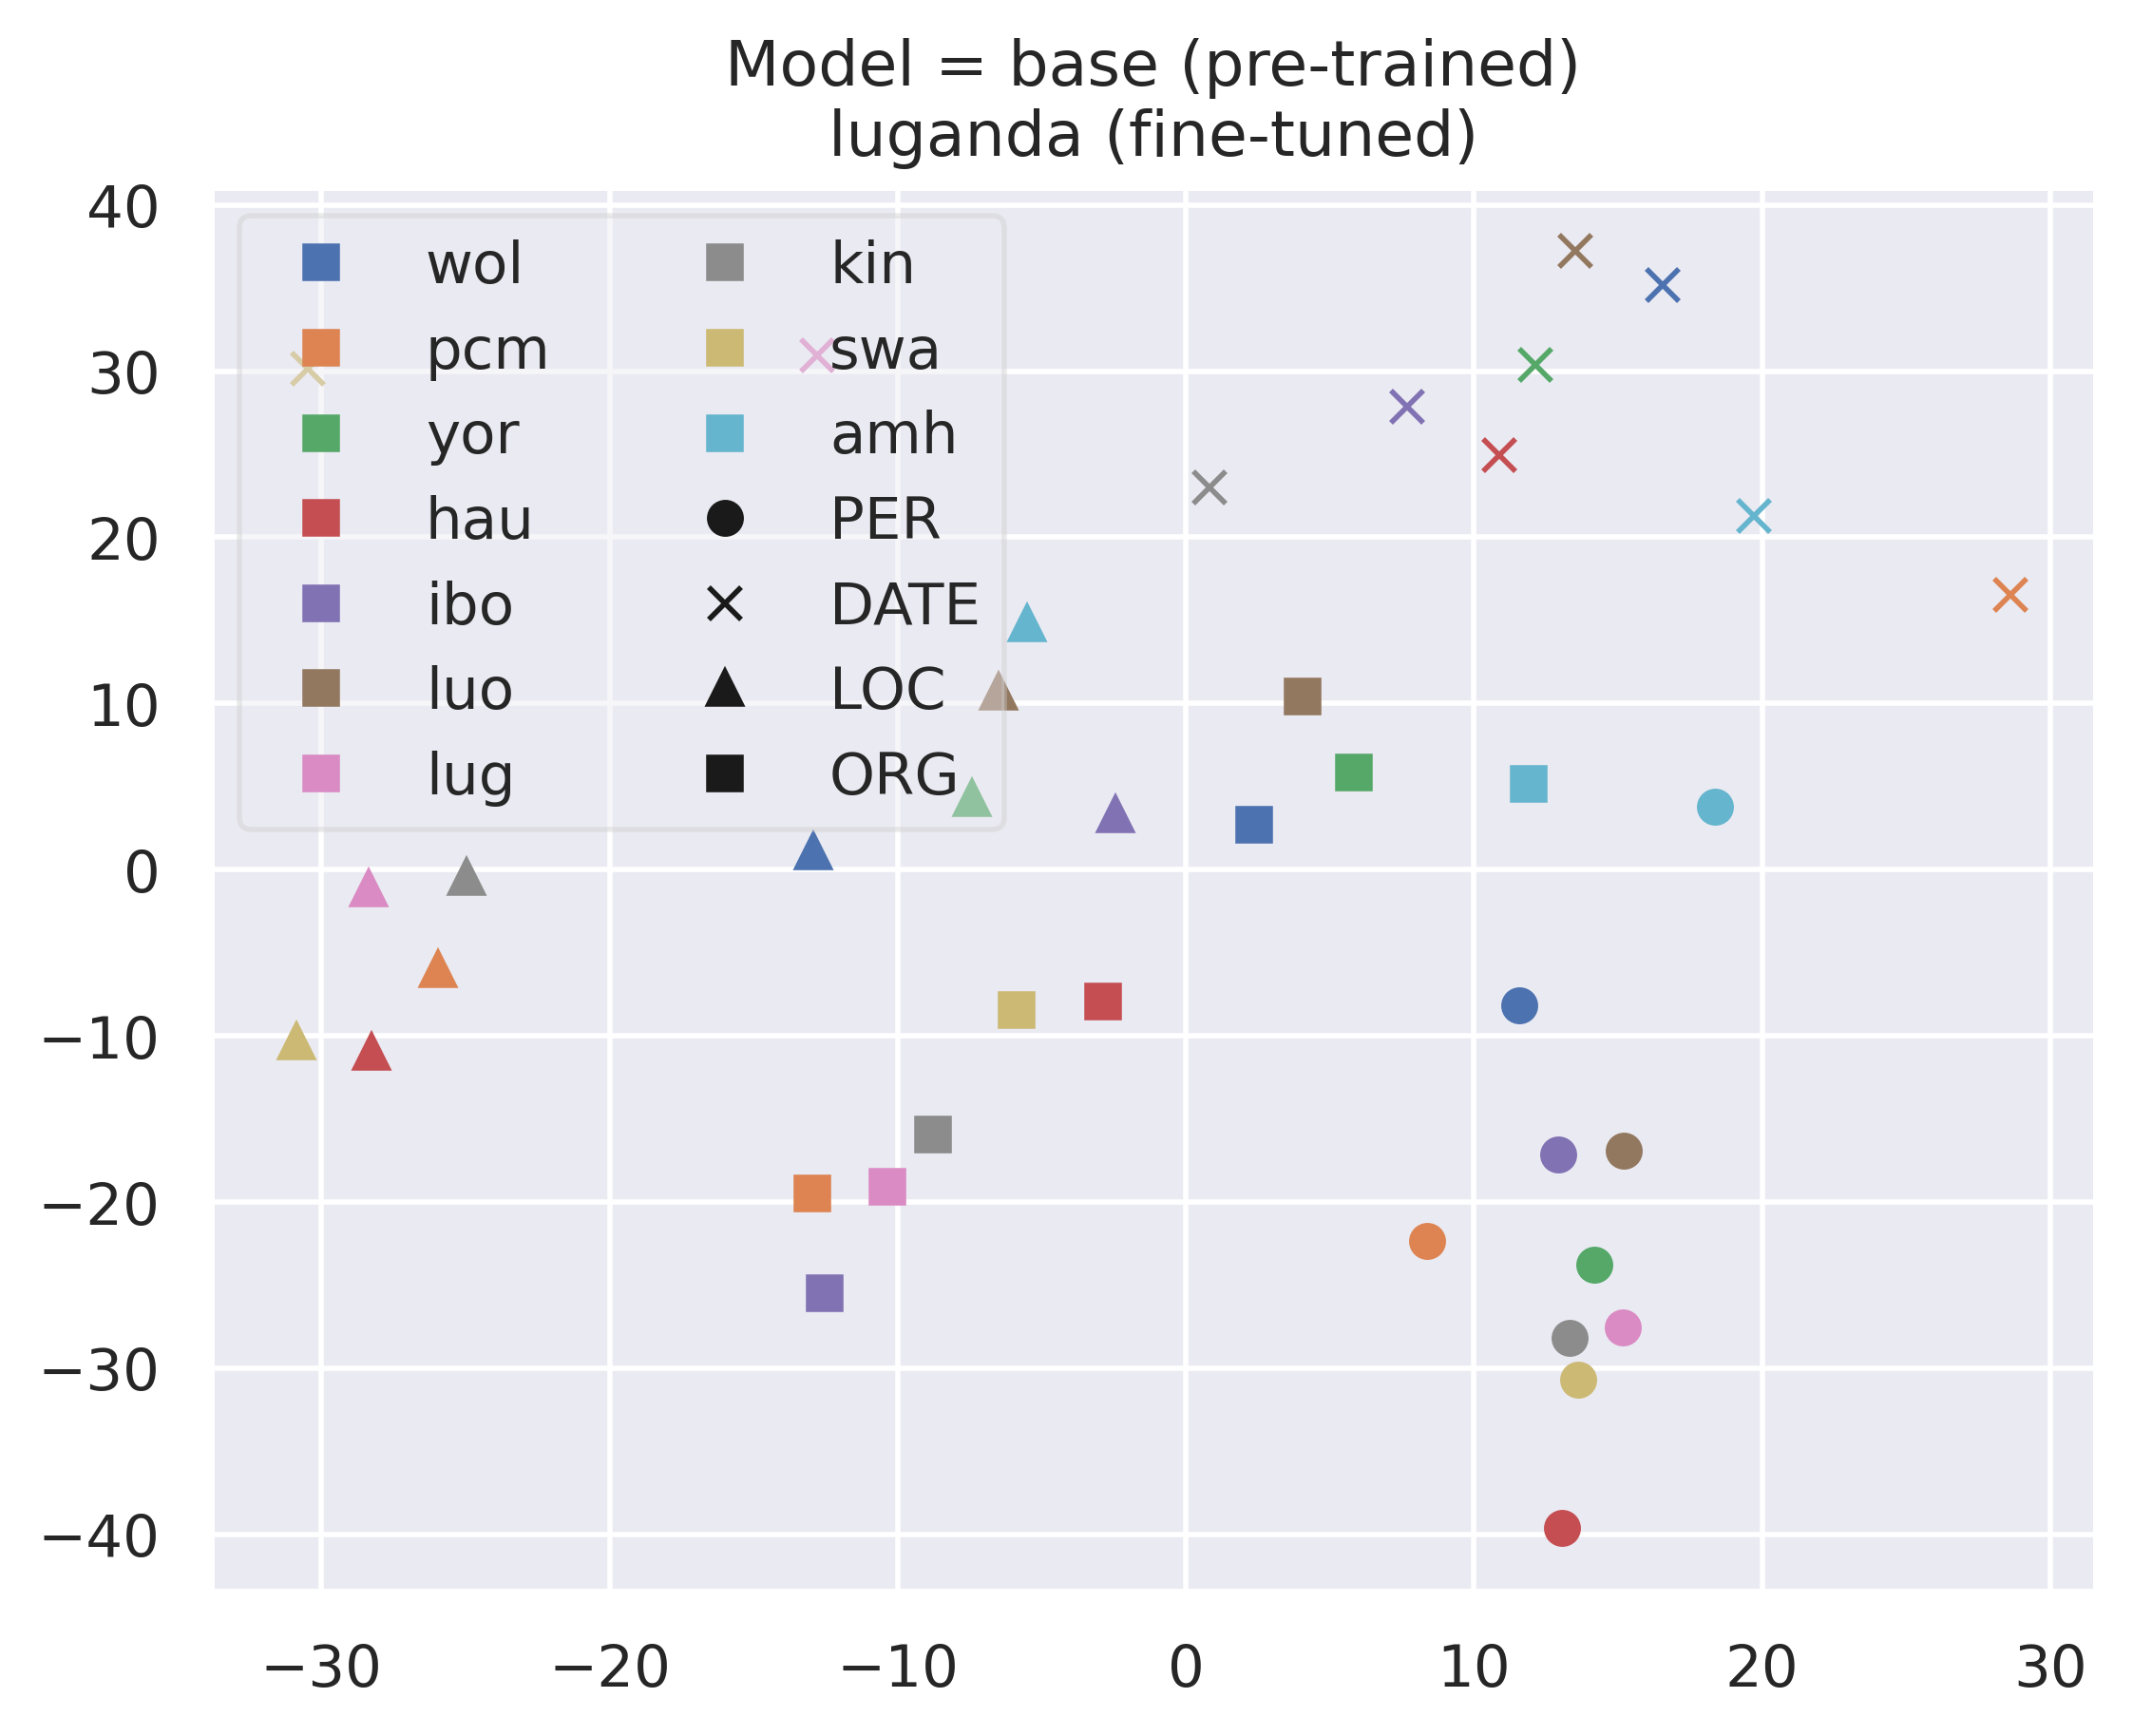 Model = base (pre-trained)
luganda (fine-tuned)
40
30
20
10
0
−10
−20
−30
−40
wol
pcm
yor
hau
ibo
luo
lug
kin
swa
amh
PER
DATE
LOC
ORG
−30 −20 −10 0 10 20 30